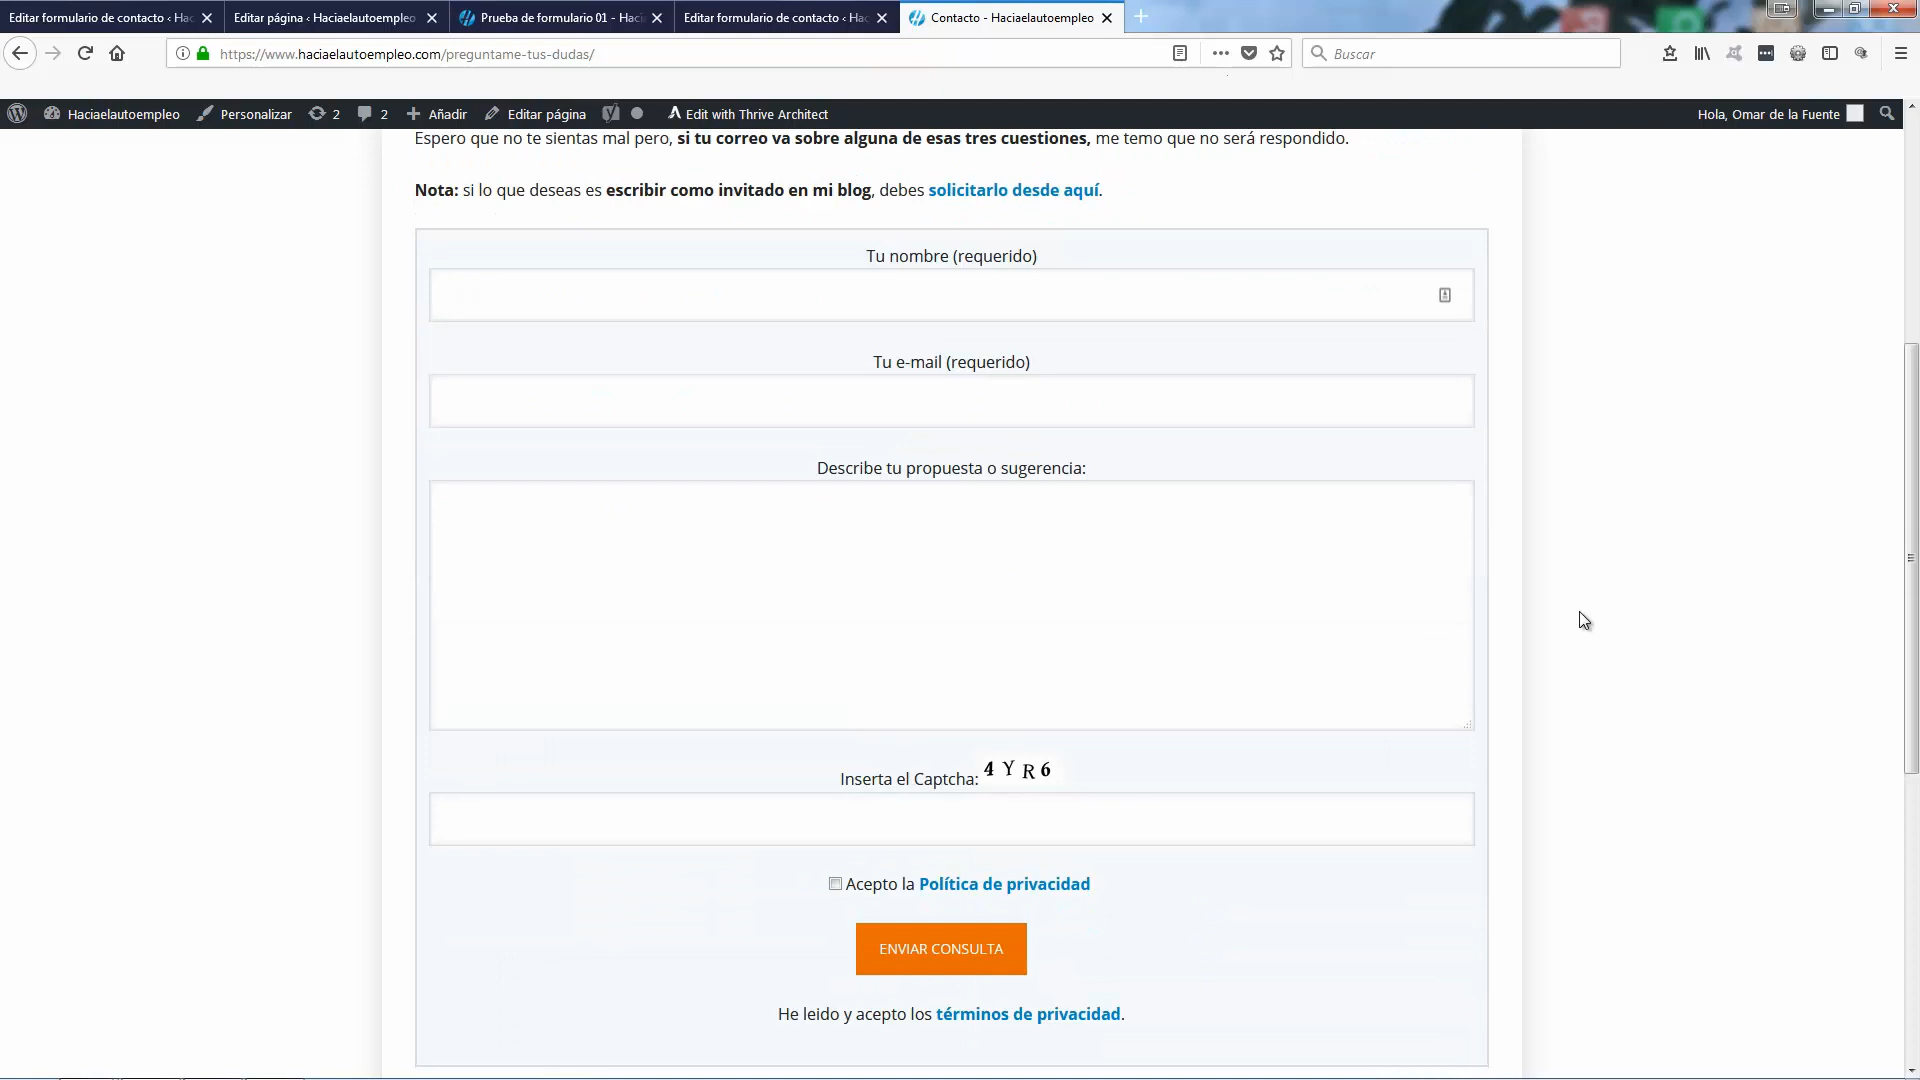 Editar formulario de contacto ‹ Hac
Editar página ‹ Haciaelautoempleo
Prueba de formulario 01 - Haci
Editar formulario de contacto ‹ Hac
Contacto - Haciaelautoempleo
https://www.haciaelautoempleo.com/preguntame-tus-dudas/
Buscar
Haciaelautoempleo
Personalizar
2
2
Añadir
Editar página
Edit with Thrive Architect
Hola, Omar de la Fuente
Espero que no te sientas mal pero, si tu correo va sobre alguna de esas tres cuestiones, me temo que no será respondido.
Nota: si lo que deseas es escribir como invitado en mi blog, debes solicitarlo desde aquí.
Tu nombre (requerido)
Tu e-mail (requerido)
Describe tu propuesta o sugerencia:
Inserta el Captcha: 4 Y R 6
Acepto la Política de privacidad
ENVIAR CONSULTA
He leido y acepto los términos de privacidad.